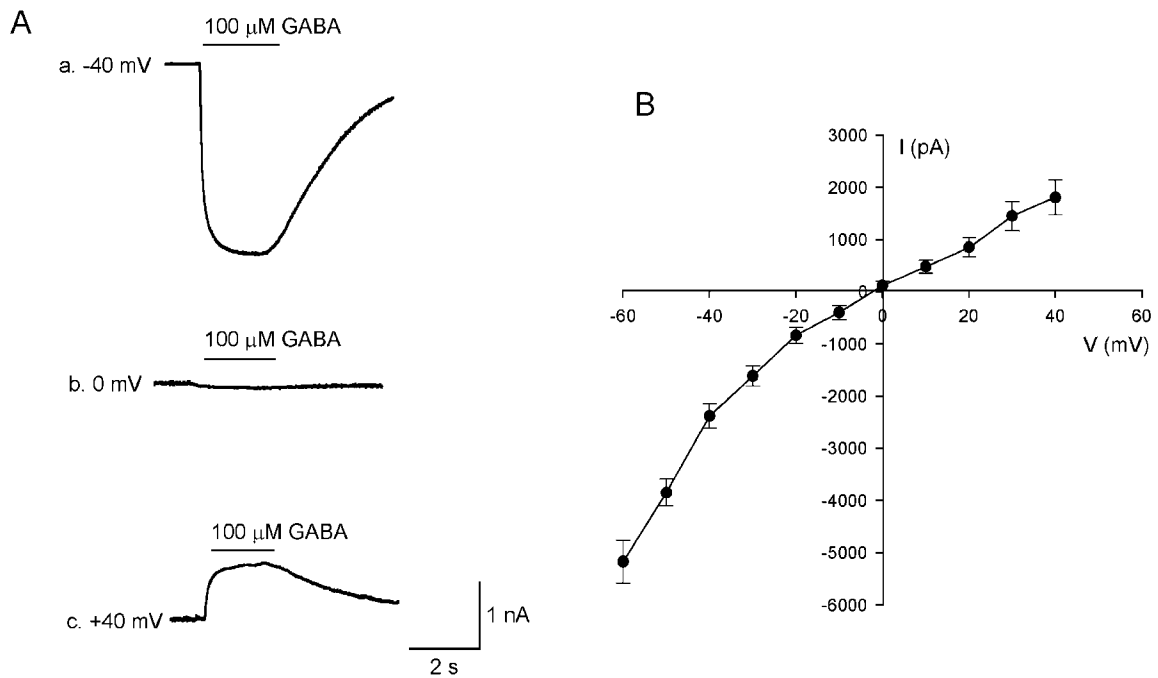 A
100 μM GABA
a. -40 mV
100 μM GABA
b. 0 mV
100 μM GABA
c. +40 mV
1 nA
2 s
B
I (pA)
3000
2000
1000
0
-60 -40 -20 0 20 40 60
V (mV)
-1000
-2000
-3000
-4000
-5000
-6000